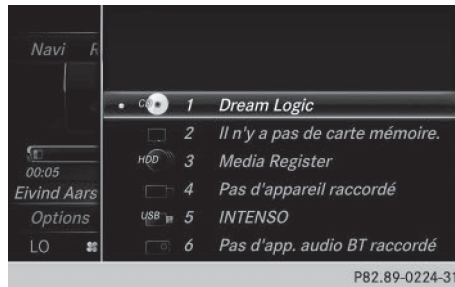 Navi R
CD 1 Dream Logic
2 Il n'y a pas de carte mémoire.
HDD 3 Media Register
00:05
4 Pas d'appareil raccordé
Eivind Aars
USB 5 INTENSO
Options
6 Pas d'app. audio BT raccordé
LO
P82.89-0224-31